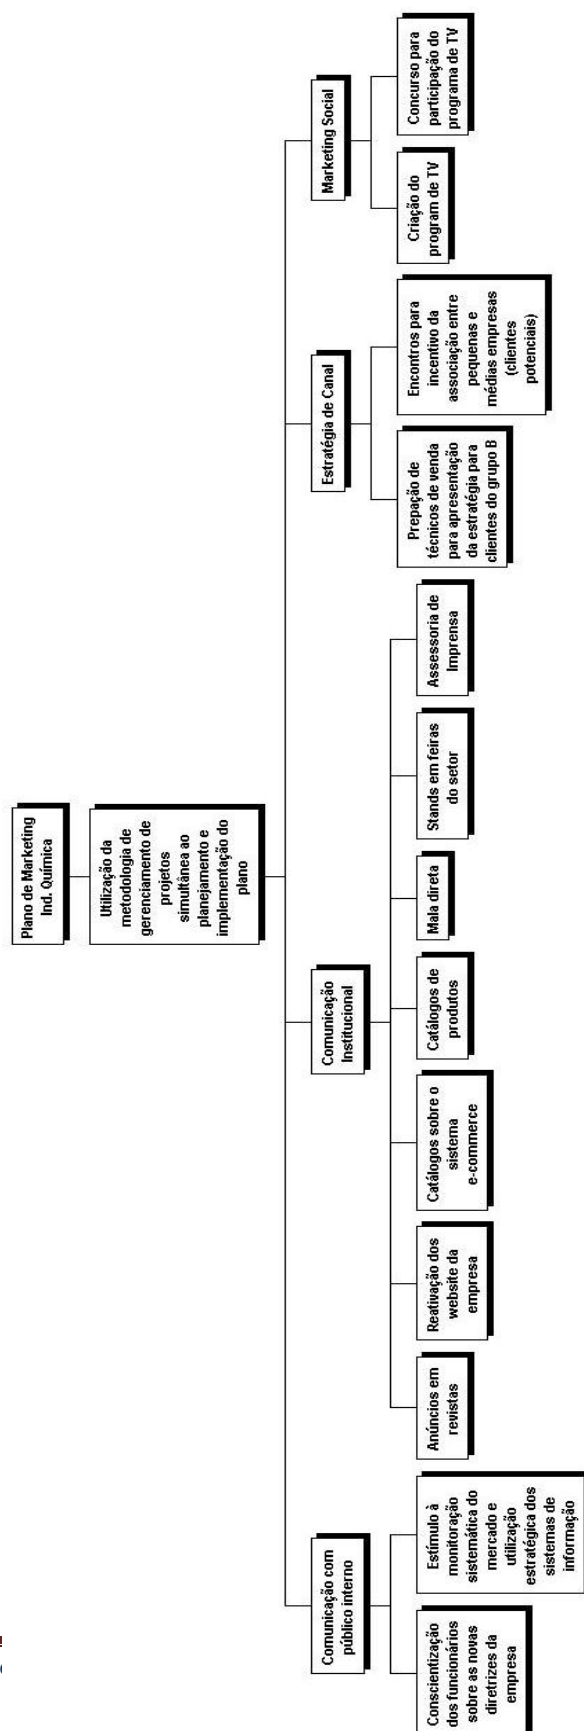 Plano de Marketing
Ind. Química
Utilização da
metodologia de
gerenciamento de
projetos
simultânea ao
planejamento e
implementação do
plano
Comunicação com
público interno
Comunicação
Institucional
Estratégia de Canal
Marketing Social
Conscientização
dos funcionários
sobre as novas
diretrizes da
empresa
Estímulo à
monitoração
sistemática do
mercado e
utilização
estratégica dos
sistemas de
informação
Anúncios em
revistas
Reativação dos
website da
empresa
Catálogos sobre o
sistema
e-commerce
Catálogos de
produtos
Mala direta
Stands em feiras
do setor
Assessoria de
Imprensa
Prepação de
técnicos de venda
para apresentação
da estratégia para
clientes do grupo B
Encontros para
incentivo da
associação entre
pequenas e
médias empresas
(clientes
potenciais)
Criação do
program de TV
Concurso para
participação do
programa de TV